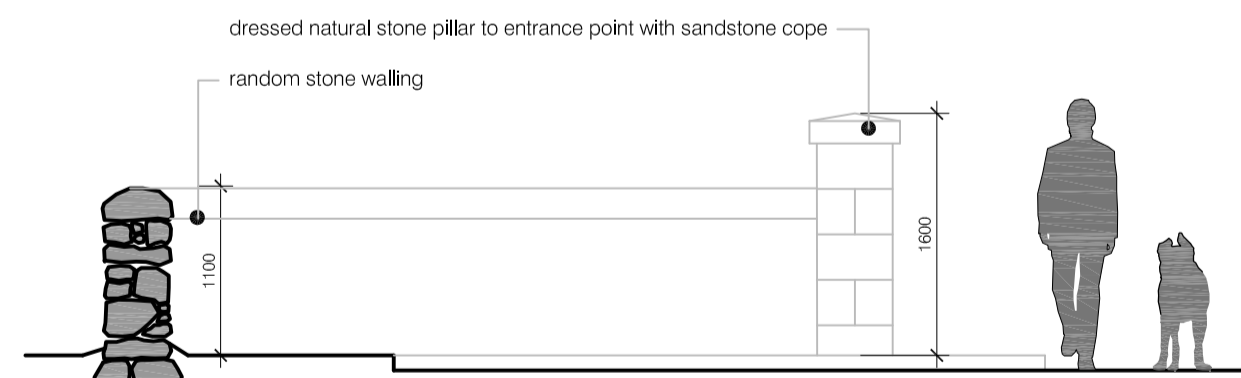 dressed natural stone pillar to entrance point with sandstone cope
random stone walling
1100
1600